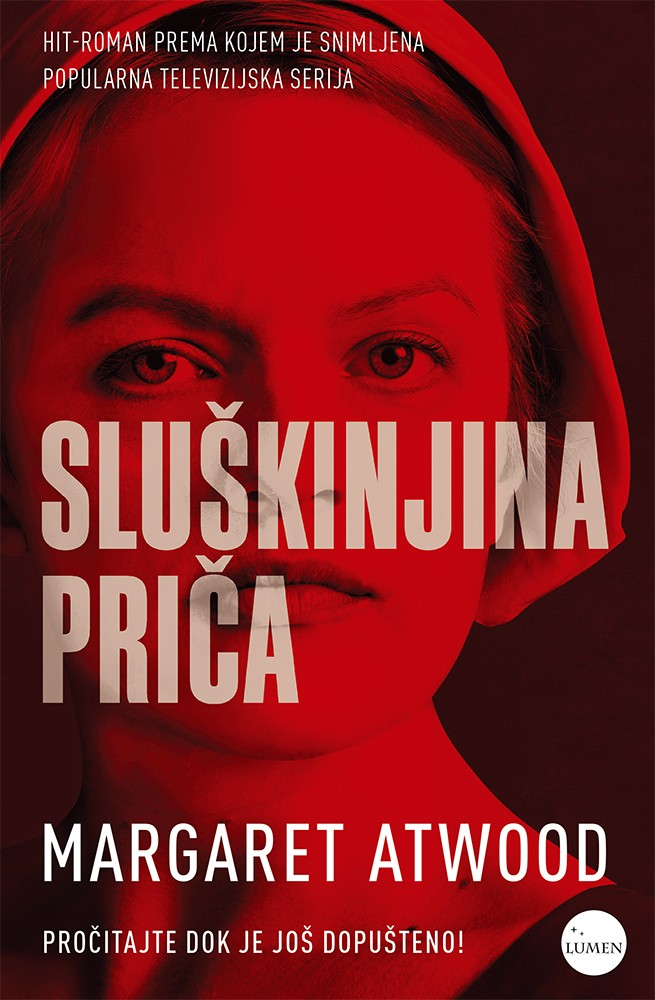 HIT-ROMAN PREMA KOJEM JE SNIMLJENA
POPULARNA TELEVIZIJSKA SERIJA
SLUŠKINJINA
PRIČA
MARGARET ATWOOD
PROČITAJTE DOK JE JOŠ DOPUŠTENO!
LUMEN